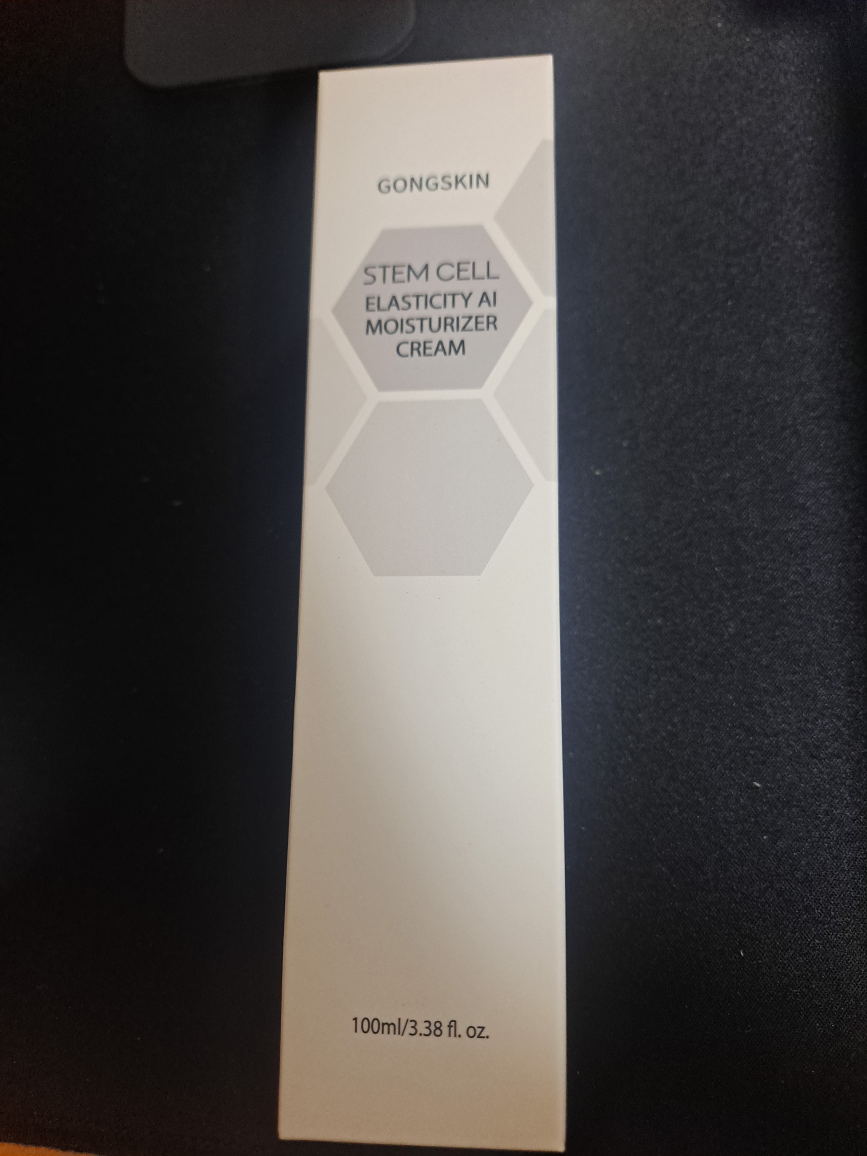 GONGSKIN
STEM CELL
ELASTICITY AI
MOISTURIZER
CREAM
100ml/3.38 fl. oz.